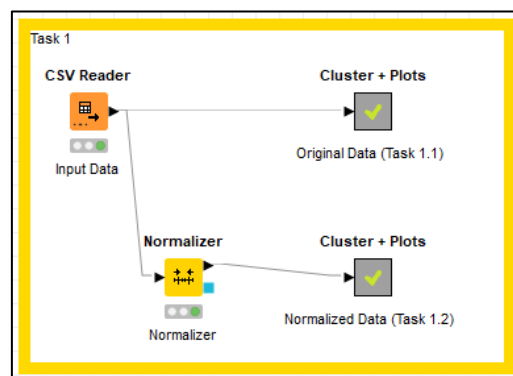 Task 1
CSV Reader
Cluster + Plots
Input Data
Original Data (Task 1.1)
Normalizer
Cluster + Plots
Normalizer
Normalized Data (Task 1.2)